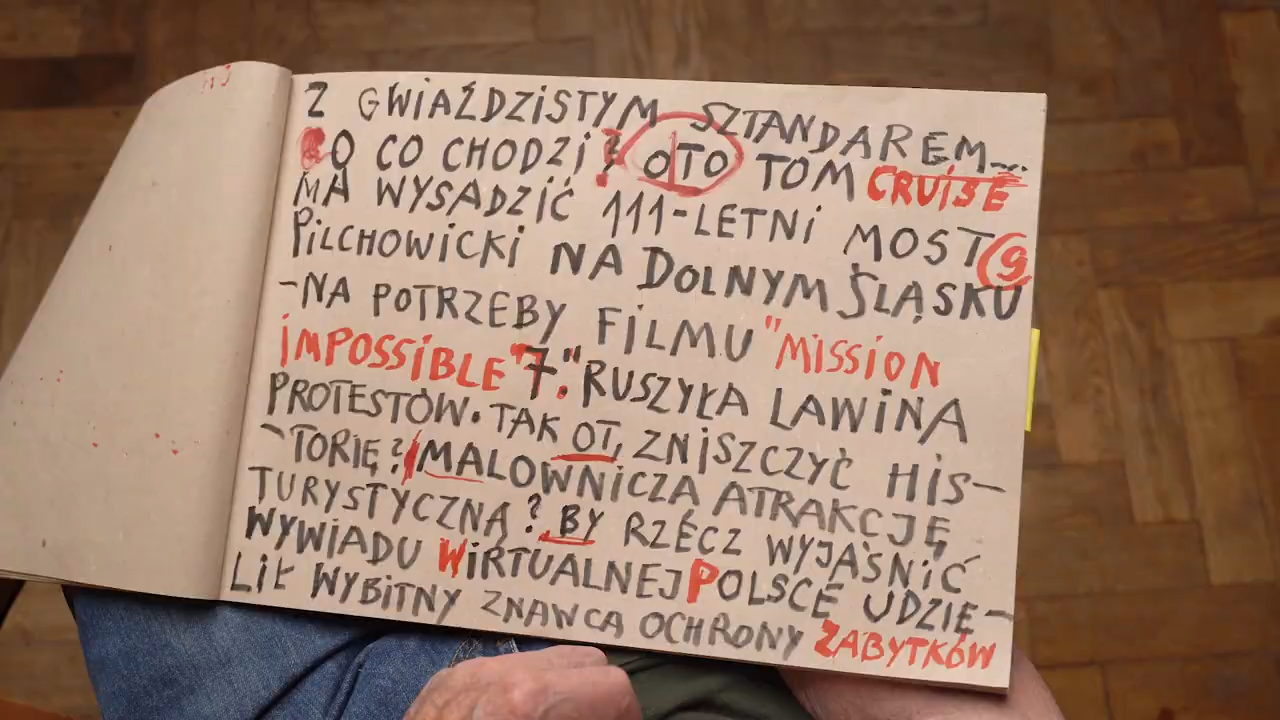 Z GWIAŹDZISTYM SZTANDAREM...
O CO CHODZI? OTO TOM CRUISE
MA WYSADZIĆ 111-LETNI MOST 9
PILCHOWICKI NA DOLNYM ŚLĄSKU
-NA POTRZEBY FILMU "MISSION
IMPOSSIBLE "7." RUSZYŁA LAWINA
PROTESTÓW. TAK OT, ZNISZCZYĆ HIS-
-TORIĘ? MALOWNICZA ATRAKCJĘ
TURYSTYCZNĄ? BY RZECZ WYJAŚNIĆ
WYWIADU WIRTUALNEJ POLSCE UDZIE-
LIŁ WYBITNY ZNAWCA OCHRONY ZABYTKÓW